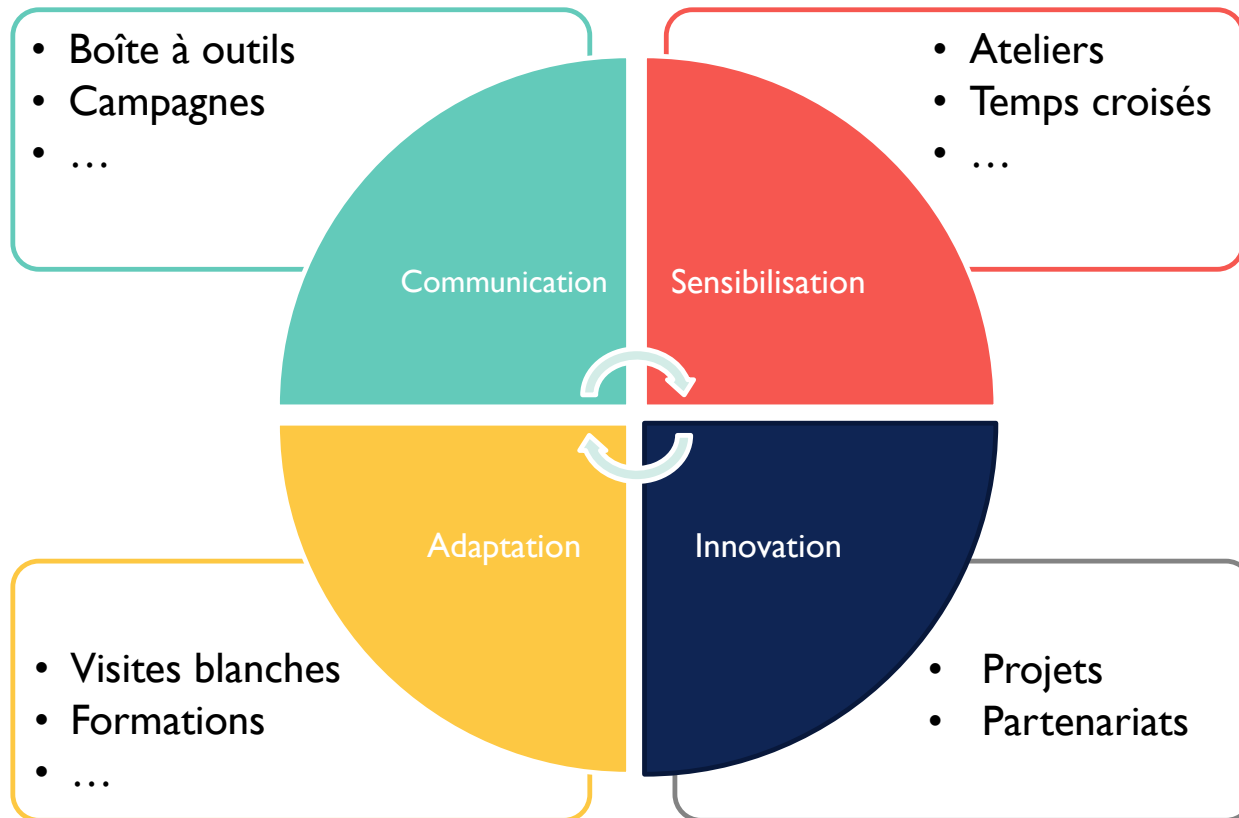 • Boîte à outils
• Campagnes
• …
• Ateliers
• Temps croisés
• …
Communication
Sensibilisation
Adaptation
Innovation
• Visites blanches
• Formations
• …
• Projets
• Partenariats